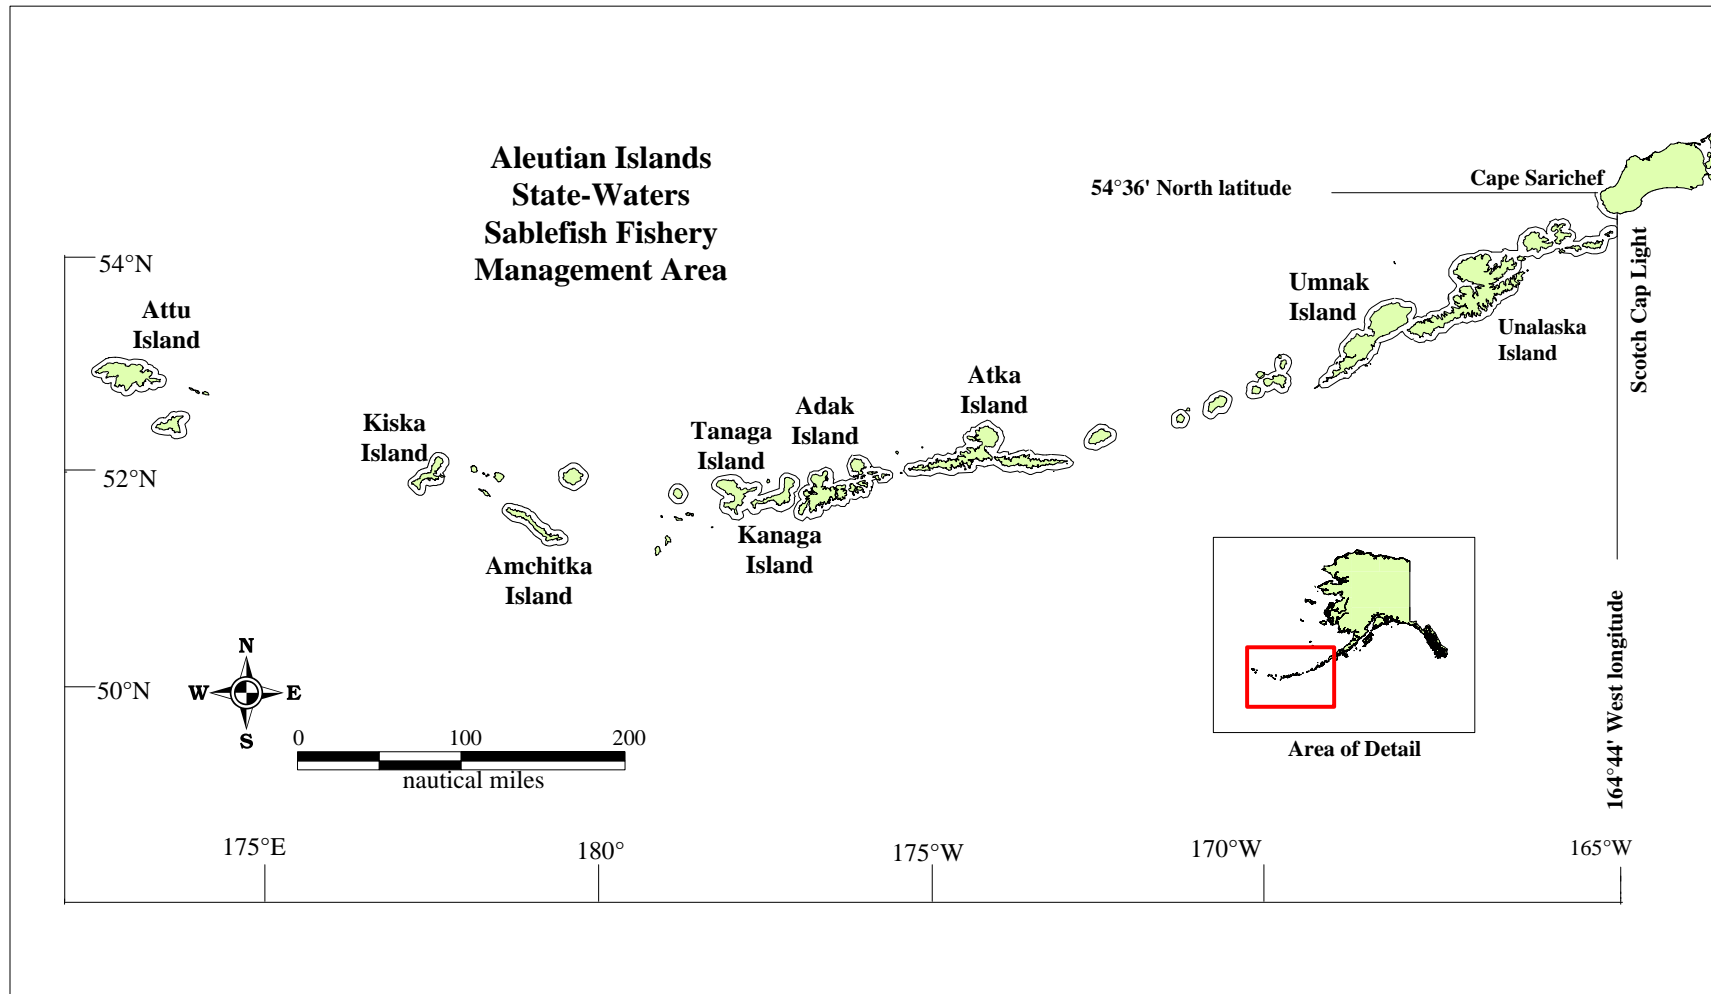 Aleutian Islands
State-Waters
Sablefish Fishery
Management Area
54°36' North latitude
Cape Sarichef
Scotch Cap Light
164°44' West longitude
54°N
52°N
50°N
Attu
Island
Kiska
Island
Amchitka
Island
Tanaga
Island
Adak
Island
Kanaga
Island
Atka
Island
Umnak
Island
Unalaska
Island
N
W E
S
0 100 200
nautical miles
Area of Detail
175°E 180° 175°W 170°W 165°W